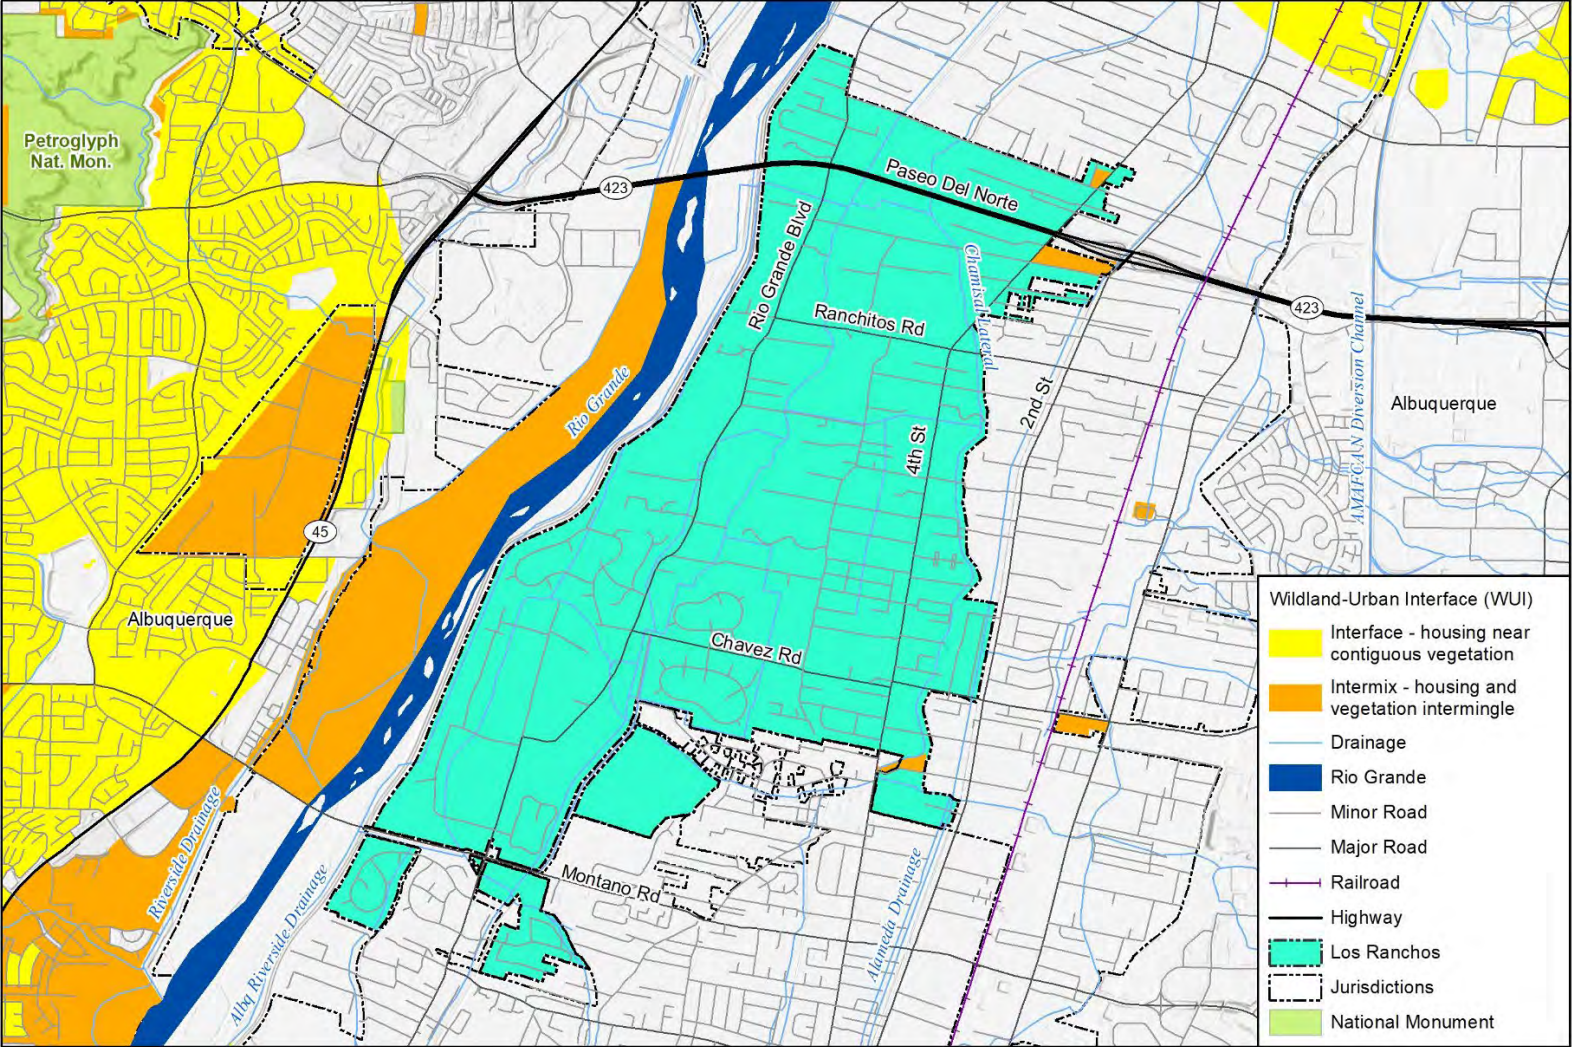 Petroglyph
Nat. Mon.
423
Paseo Del Norte
Rio Grande Blvd
Chamisal Lateral
Ranchitos Rd
423
AMAFCAN Diversion Channel
Rio Grande
2nd St
Albuquerque
4th St
45
Albuquerque
Chavez Rd
Riverside Drainage
Albq Riverside Drainage
Montano Rd
Alameda Drainage
Wildland-Urban Interface (WUI)
Interface - housing near
contiguous vegetation
Intermix - housing and
vegetation intermingle
Drainage
Rio Grande
Minor Road
Major Road
Railroad
Highway
Los Ranchos
Jurisdictions
National Monument